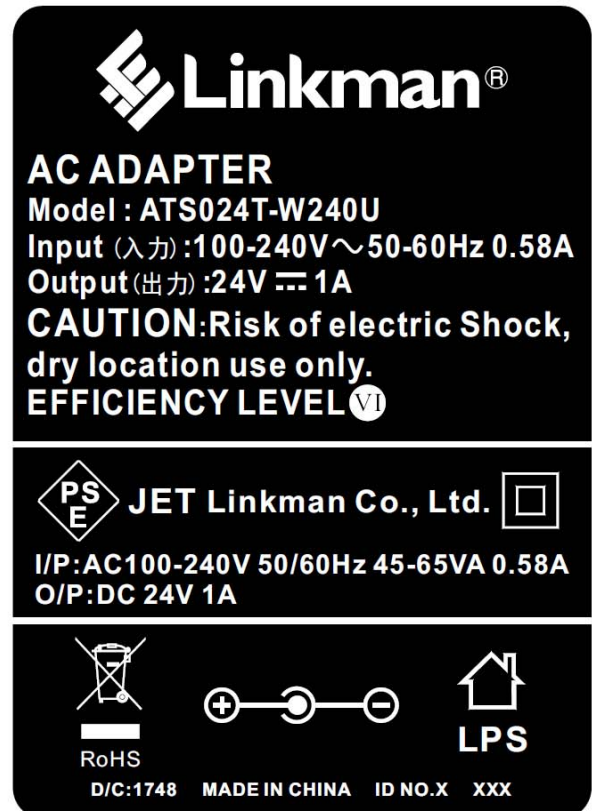 Linkman®
AC ADAPTER
Model : ATS024T-W240U
Input (入力) :100-240V～50-60Hz 0.58A
Output(出力) :24V ⎓ 1A
CAUTION:Risk of electric Shock,
dry location use only.
EFFICIENCY LEVEL VI
PS E JET Linkman Co., Ltd.
I/P:AC100-240V 50/60Hz 45-65VA 0.58A
O/P:DC 24V 1A
RoHS
LPS
D/C:1748 MADE IN CHINA ID NO.X XXX